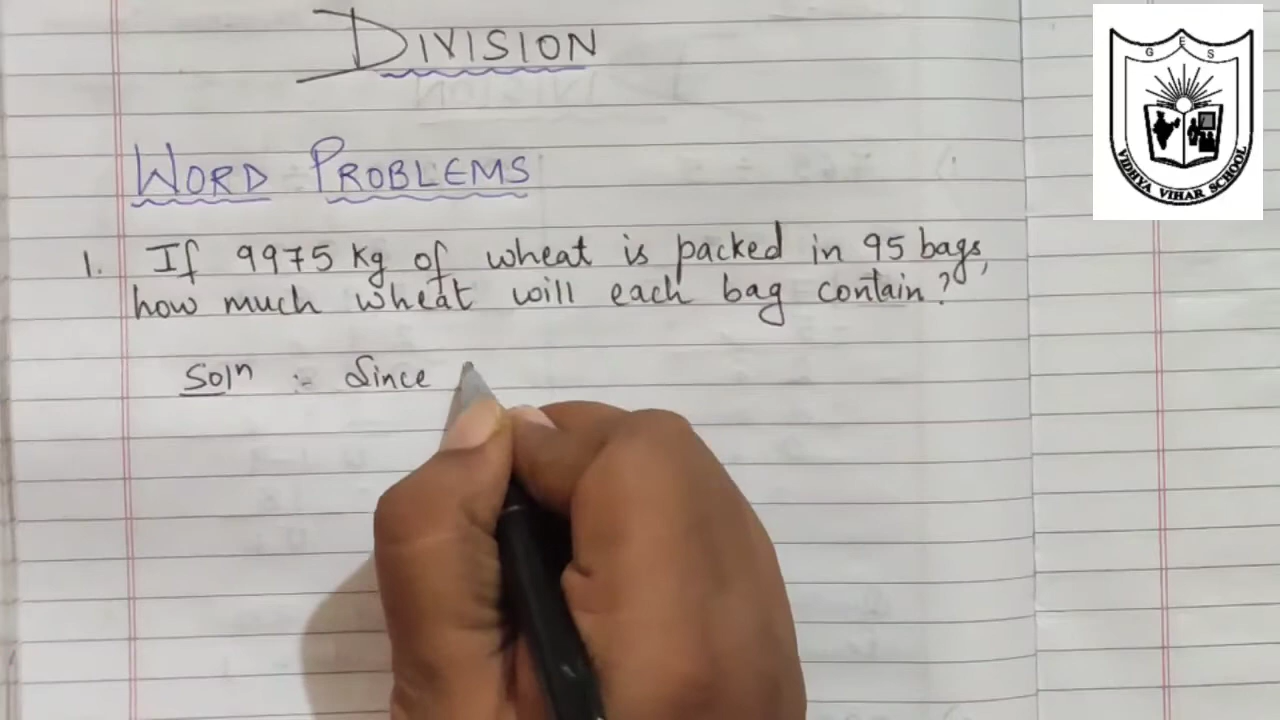 DIVISION
WORD PROBLEMS
1. If 9975 Kg of wheat is packed in 95 bags,
how much wheat will each bag contain?
Soln :- Since
G E S
VIDHYA VIHAR SCHOOL